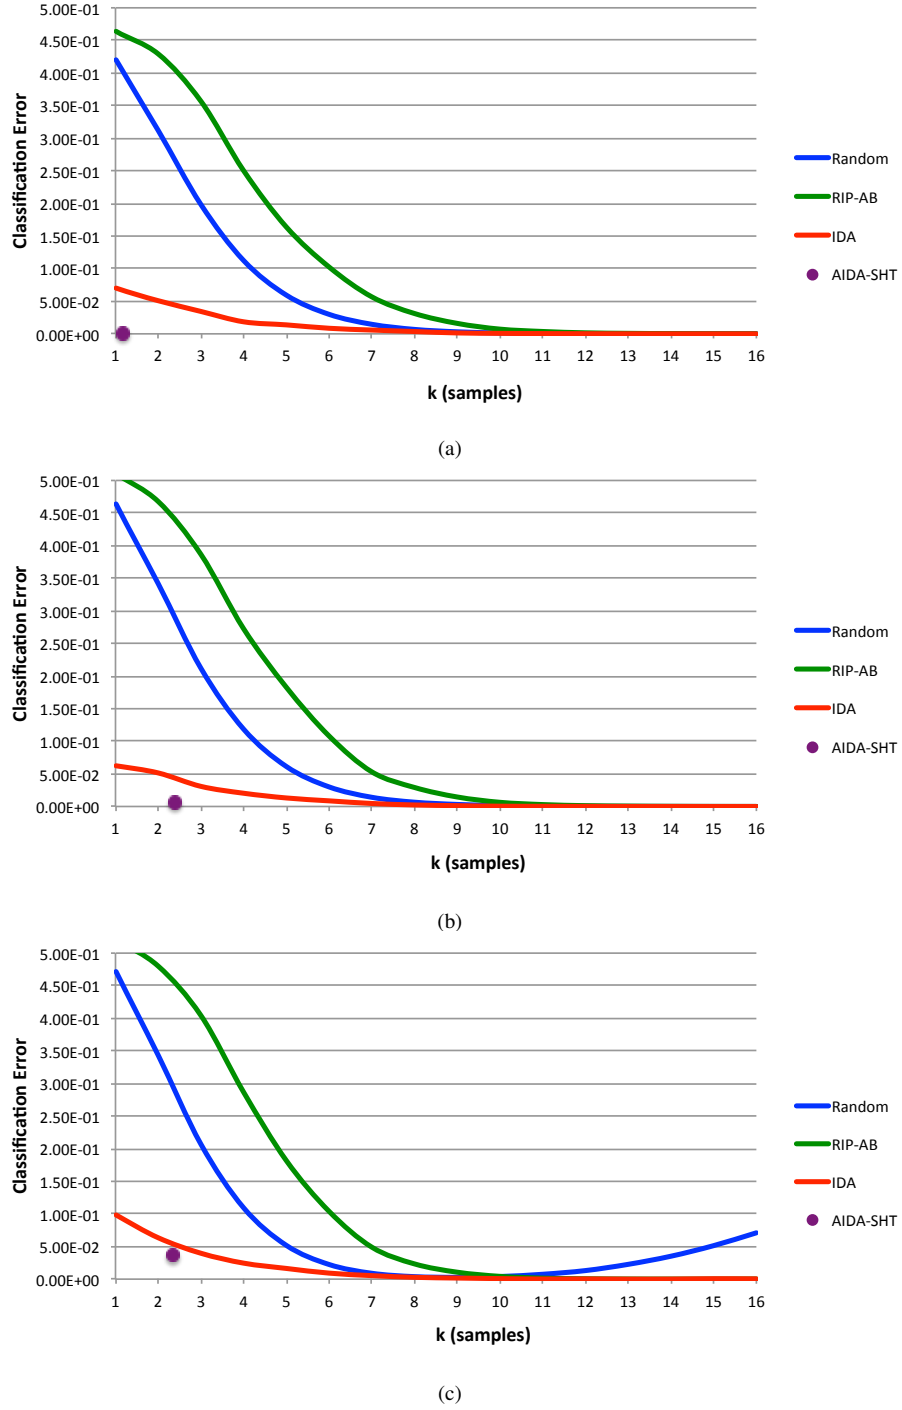 5.00E-01
4.50E-01
4.00E-01
3.50E-01
3.00E-01
2.50E-01
2.00E-01
1.50E-01
1.00E-01
5.00E-02
0.00E+00
Classification Error
1 2 3 4 5 6 7 8 9 10 11 12 13 14 15 16
k (samples)
Random
RIP-AB
IDA
AIDA-SHT
(a)
5.00E-01
4.50E-01
4.00E-01
3.50E-01
3.00E-01
2.50E-01
2.00E-01
1.50E-01
1.00E-01
5.00E-02
0.00E+00
Classification Error
1 2 3 4 5 6 7 8 9 10 11 12 13 14 15 16
k (samples)
Random
RIP-AB
IDA
AIDA-SHT
(b)
5.00E-01
4.50E-01
4.00E-01
3.50E-01
3.00E-01
2.50E-01
2.00E-01
1.50E-01
1.00E-01
5.00E-02
0.00E+00
Classification Error
1 2 3 4 5 6 7 8 9 10 11 12 13 14 15 16
k (samples)
Random
RIP-AB
IDA
AIDA-SHT
(c)